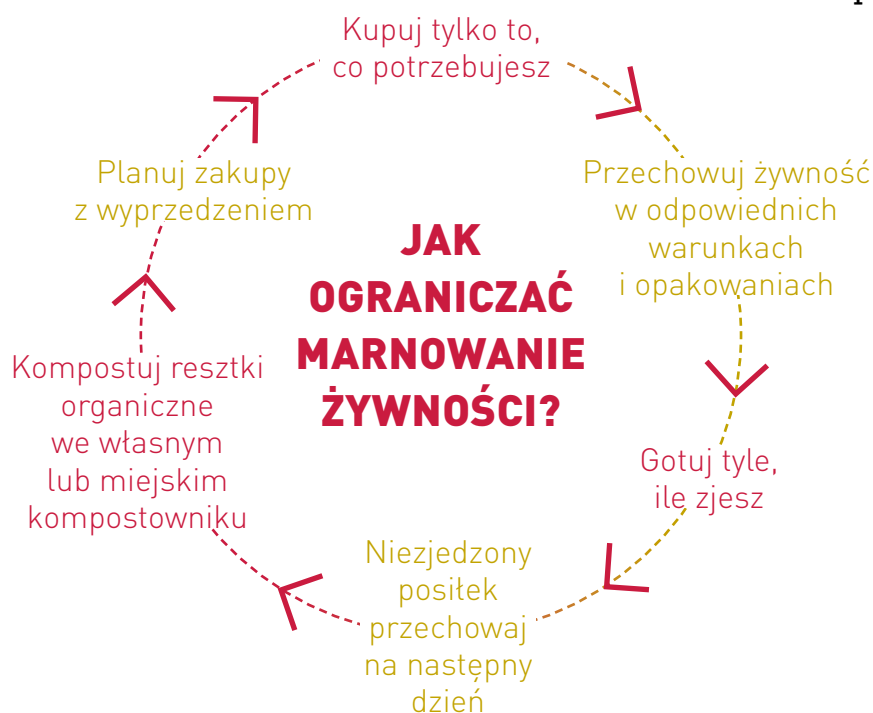 Kupuj tylko to,
co potrzebujesz
Przechowuj żywność
w odpowiednich
warunkach
i opakowaniach
Gotuj tyle,
ile zjesz
Niezjedzony
posiłek
przechowaj
na następny
dzień
Kompostuj resztki
organiczne
we własnym
lub miejskim
kompostowniku
Planuj zakupy
z wyprzedzeniem
JAK
OGRANICZAĆ
MARNOWANIE
ŻYWNOŚCI?